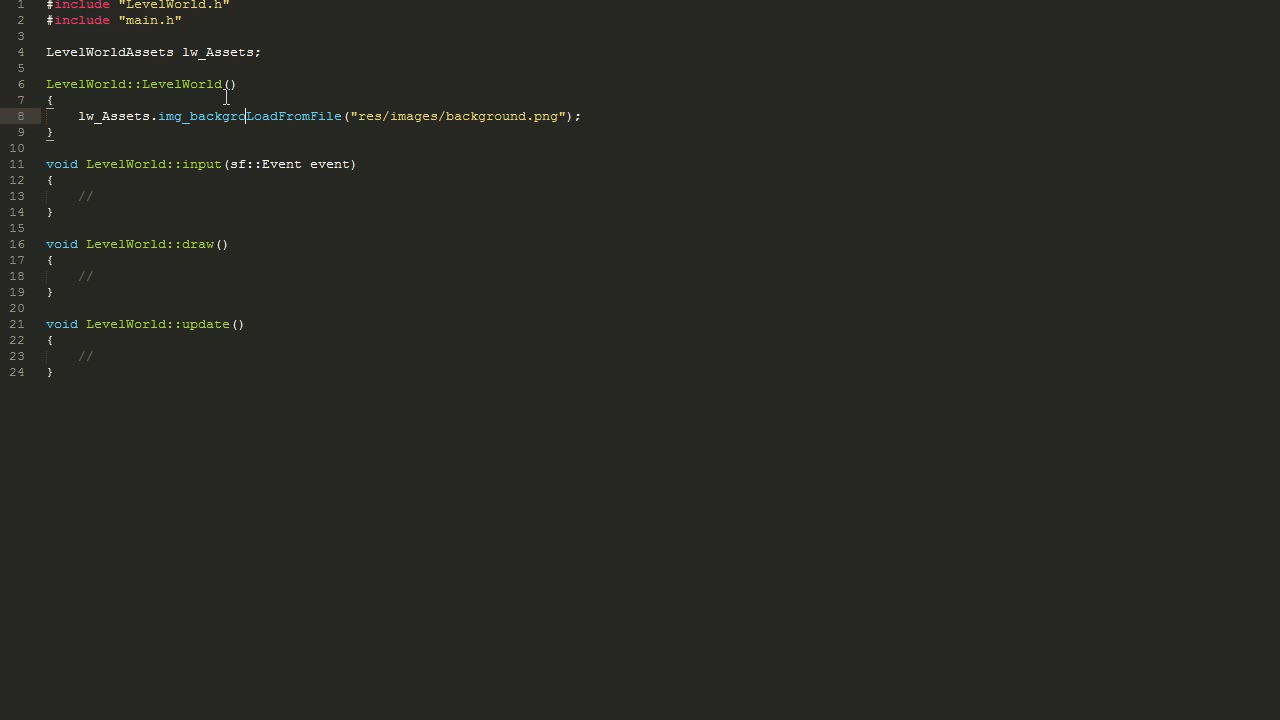 1 #include "LevelWorld.h"
2 #include "main.h"
3
4 LevelWorldAssets lw_Assets;
5
6 LevelWorld::LevelWorld()
7 {
8 lw_Assets.img_backgroLoadFromFile("res/images/background.png");
9 }
10
11 void LevelWorld::input(sf::Event event)
12 {
13 //
14 }
15
16 void LevelWorld::draw()
17 {
18 //
19 }
20
21 void LevelWorld::update()
22 {
23 //
24 }